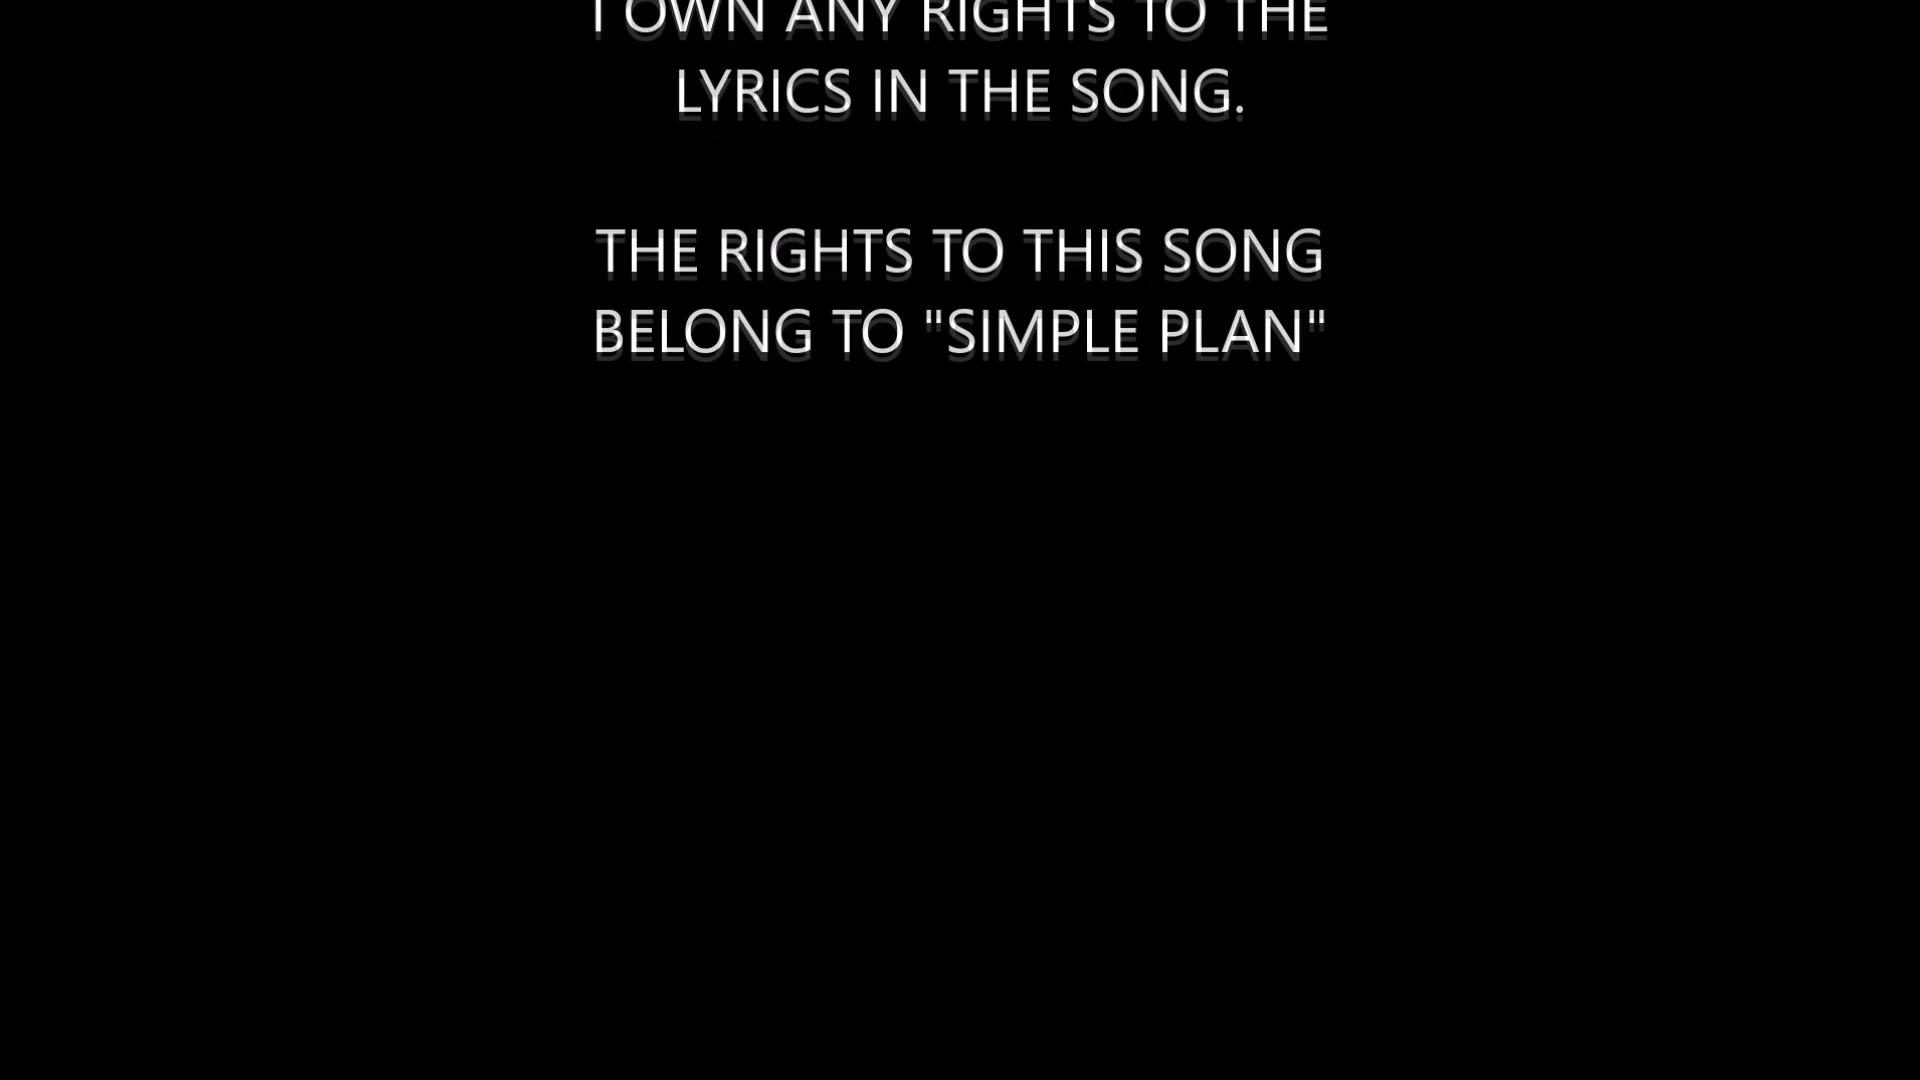 I OWN ANY RIGHTS TO THE
LYRICS IN THE SONG.
THE RIGHTS TO THIS SONG
BELONG TO "SIMPLE PLAN"